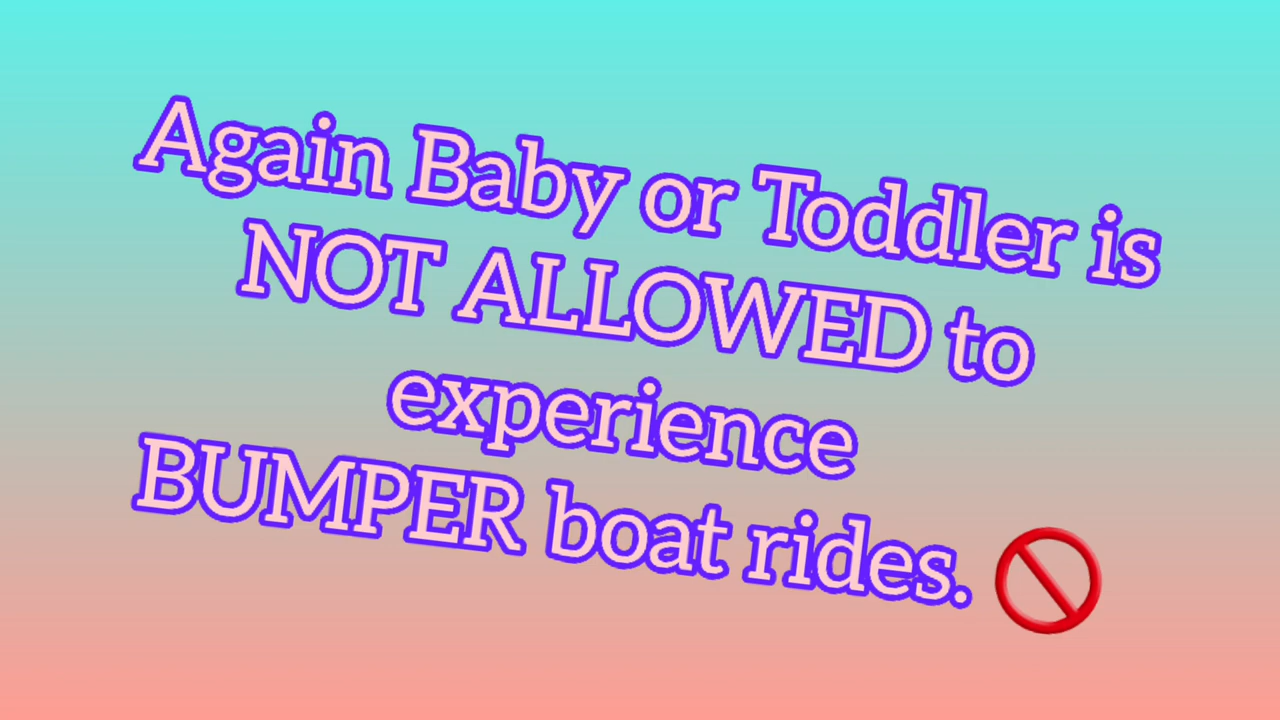 Again Baby or Toddler is
NOT ALLOWED to
experience
BUMPER boat rides. 🚫